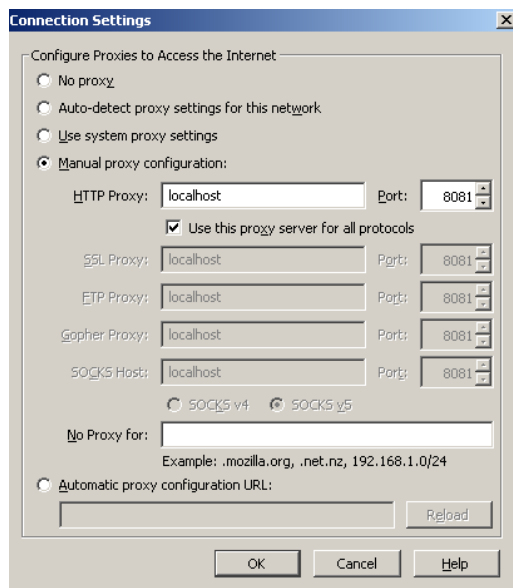 Connection Settings
Configure Proxies to Access the Internet
No proxy
Auto-detect proxy settings for this network
Use system proxy settings
Manual proxy configuration:
HTTP Proxy: localhost Port: 8081
Use this proxy server for all protocols
SSL Proxy: localhost Port: 8081
FTP Proxy: localhost Port: 8081
Gopher Proxy: localhost Port: 8081
SOCKS Host: localhost Port: 8081
SOCKS v4 SOCKS v5
No Proxy for:
Example: .mozilla.org, .net.nz, 192.168.1.0/24
Automatic proxy configuration URL:
Reload
OK Cancel Help